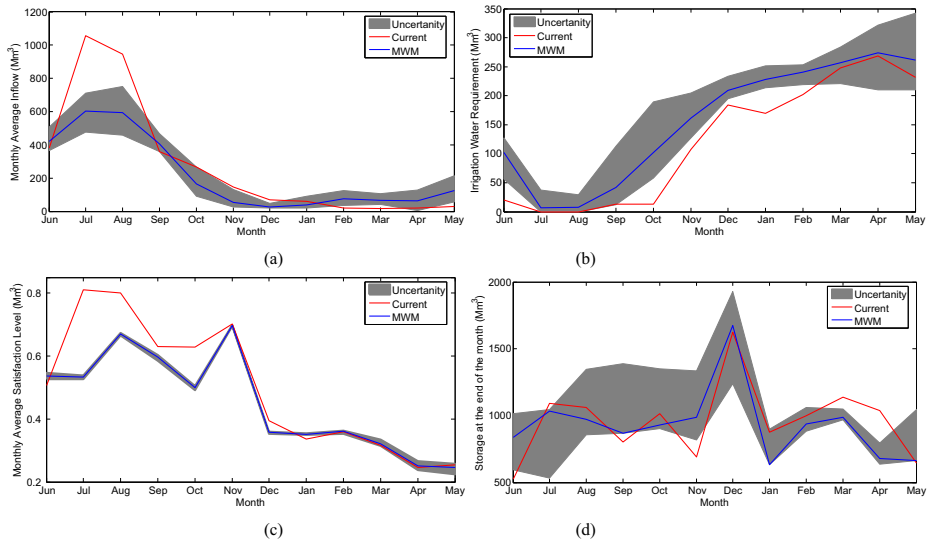 1200
1000
800
600
400
200
0
Monthly Average Inflow (Mm³)
Uncertanity
Current
MWM
Jun Jul Aug Sep Oct Nov Dec Jan Feb Mar Apr May
Month
(a)
350
300
250
200
150
100
50
0
Irrigation Water Requirement (Mm³)
Uncertanity
Current
MWM
Jun Jul Aug Sep Oct Nov Dec Jan Feb Mar Apr May
Month
(b)
0.8
0.6
0.4
0.2
Monthly Average Satisfaction Level (Mm³)
Uncertanity
Current
MWM
Jun Jul Aug Sep Oct Nov Dec Jan Feb Mar Apr May
Month
(c)
2000
1500
1000
500
Storage at the end of the month (Mm³)
Uncertanity
Current
MWM
Jun Jul Aug Sep Oct Nov Dec Jan Feb Mar Apr May
Month
(d)